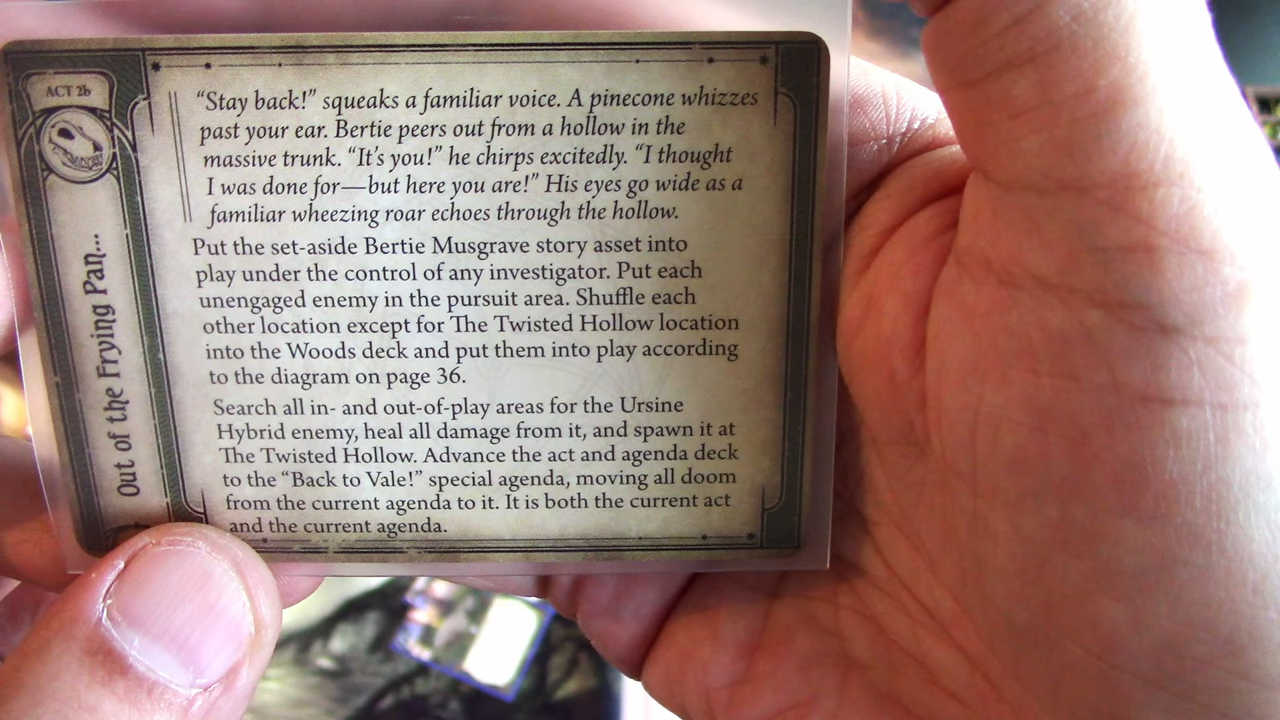 ACT 2b
Out of the Frying Pan...
“Stay back!” squeaks a familiar voice. A pinecone whizzes
past your ear. Bertie peers out from a hollow in the
massive trunk. “It’s you!” he chirps excitedly. “I thought
I was done for—but here you are!” His eyes go wide as a
familiar wheezing roar echoes through the hollow.
Put the set-aside Bertie Musgrave story asset into
play under the control of any investigator. Put each
unengaged enemy in the pursuit area. Shuffle each
other location except for The Twisted Hollow location
into the Woods deck and put them into play according
to the diagram on page 36.
Search all in- and out-of-play areas for the Ursine
Hybrid enemy, heal all damage from it, and spawn it at
The Twisted Hollow. Advance the act and agenda deck
to the “Back to Vale!” special agenda, moving all doom
from the current agenda to it. It is both the current act
and the current agenda.